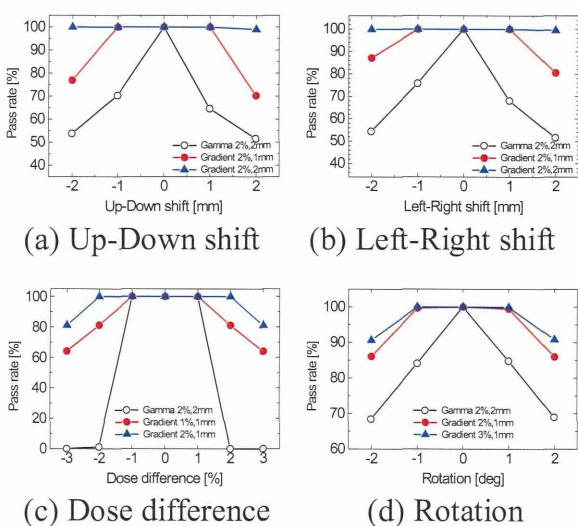 100
90
80
70
60
50
40
Pass rate [%]
Gamma 2%,2mm
Gradient 2%,1mm
Gradient 2%,2mm
-2 -1 0 1 2
Up-Down shift [mm]
(a) Up-Down shift
100
90
80
70
60
50
40
Pass rate [%]
Gamma 2%,2mm
Gradient 2%,1mm
Gradient 2%,2mm
-2 -1 0 1 2
Left-Right shift [mm]
(b) Left-Right shift
100
80
60
40
20
0
Pass rate [%]
Gamma 2%,2mm
Gradient 1%,1mm
Gradient 2%,1mm
-3 -2 -1 0 1 2 3
Dose difference [%]
(c) Dose difference
100
90
80
70
60
Pass rate [%]
Gamma 2%,2mm
Gradient 2%,1mm
Gradient 3%,1mm
-2 -1 0 1 2
Rotation [deg]
(d) Rotation